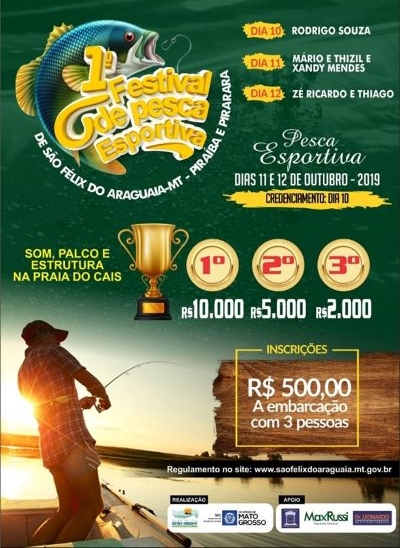 1º Festival
de pesca
Esportiva
DE SÃO FÉLIX DO ARAGUAIA-MT - PIRAÍBA E PIRARARA
DIA 10 RODRIGO SOUZA
DIA 11 MÁRIO E THIZIL E
XANDY MENDES
DIA 12 ZÉ RICARDO E THIAGO
Pesca
Esportiva
DIAS 11 E 12 DE OUTUBRO - 2019
CREDENCIAMENTO: DIA 10
SOM, PALCO E
ESTRUTURA
NA PRAIA DO CAIS
1º 2º 3º
R$10.000 R$5.000 R$2.000
INSCRIÇÕES
R$ 500,00
A embarcação
com 3 pessoas
Regulamento no site: www.saofelixdoaraguaia.mt.gov.br
REALIZAÇÃO
MATO
GROSSO
APOIO
MaxRussi
DR. LEONARDO